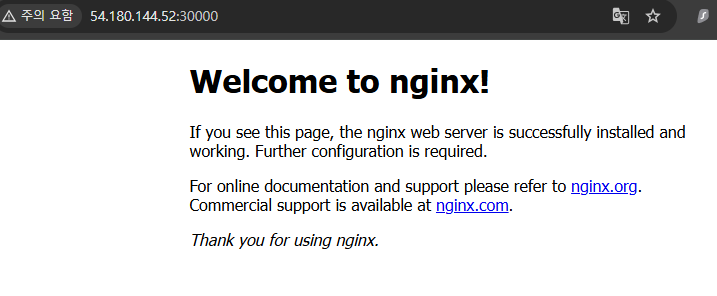 주의 요함 54.180.144.52:30000
Welcome to nginx!
If you see this page, the nginx web server is successfully installed and
working. Further configuration is required.
For online documentation and support please refer to nginx.org.
Commercial support is available at nginx.com.
Thank you for using nginx.